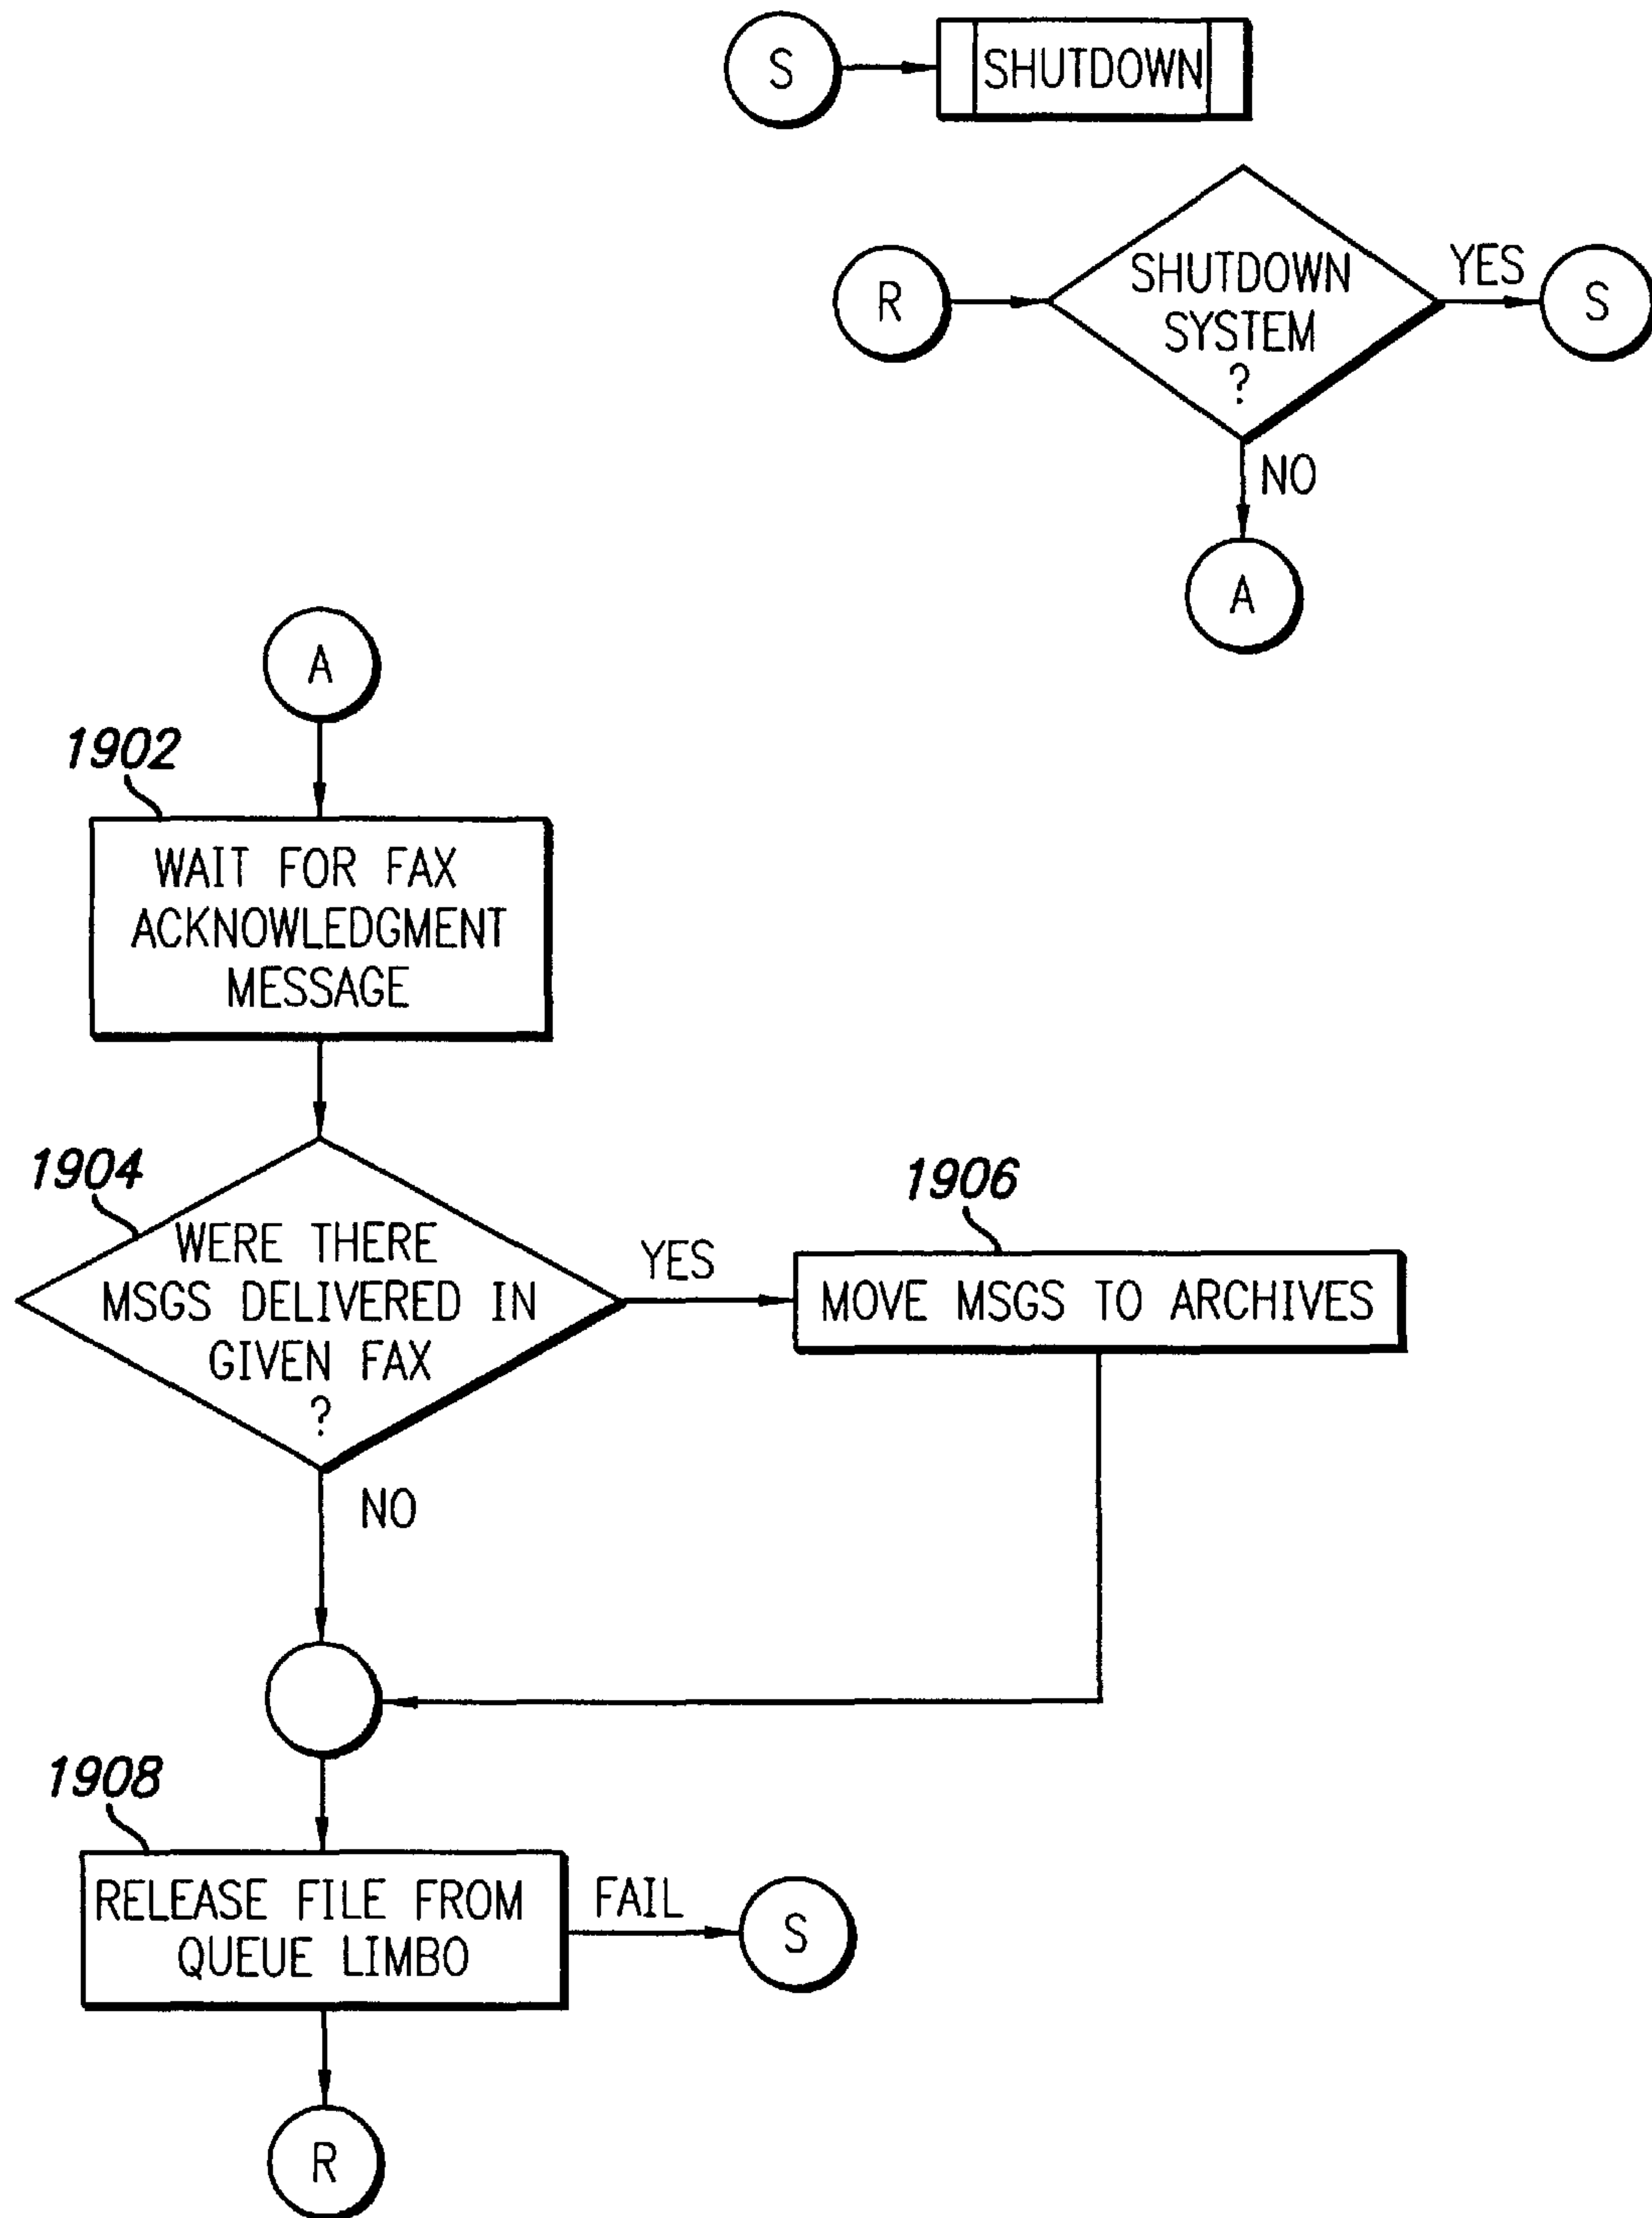 S
SHUTDOWN
R
SHUTDOWN
SYSTEM
?
YES
S
NO
A
A
1902
WAIT FOR FAX
ACKNOWLEDGMENT
MESSAGE
1904
WERE THERE
MSGS DELIVERED IN
GIVEN FAX
?
YES
1906
MOVE MSGS TO ARCHIVES
NO
1908
RELEASE FILE FROM
QUEUE LIMBO
FAIL
S
R